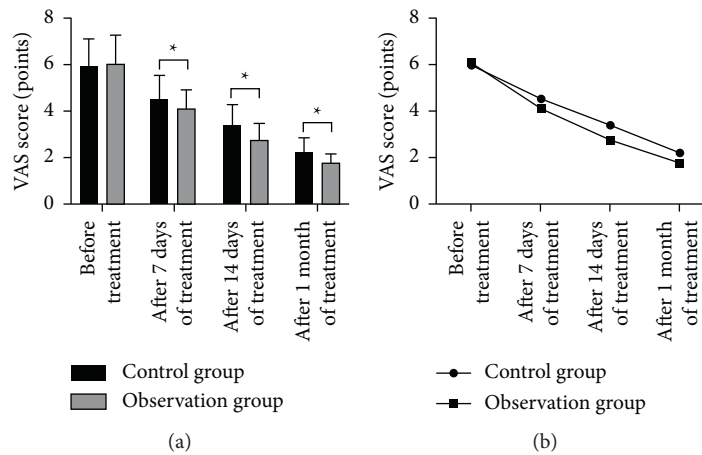 8
6
4
2
0
VAS score (points)
*
*
*
Before
treatment
After 7 days
of treatment
After 14 days
of treatment
After 1 month
of treatment
Control group
Observation group
(a)
8
6
4
2
0
VAS score (points)
Before
treatment
After 7 days
of treatment
After 14 days
of treatment
After 1 month
of treatment
Control group
Observation group
(b)